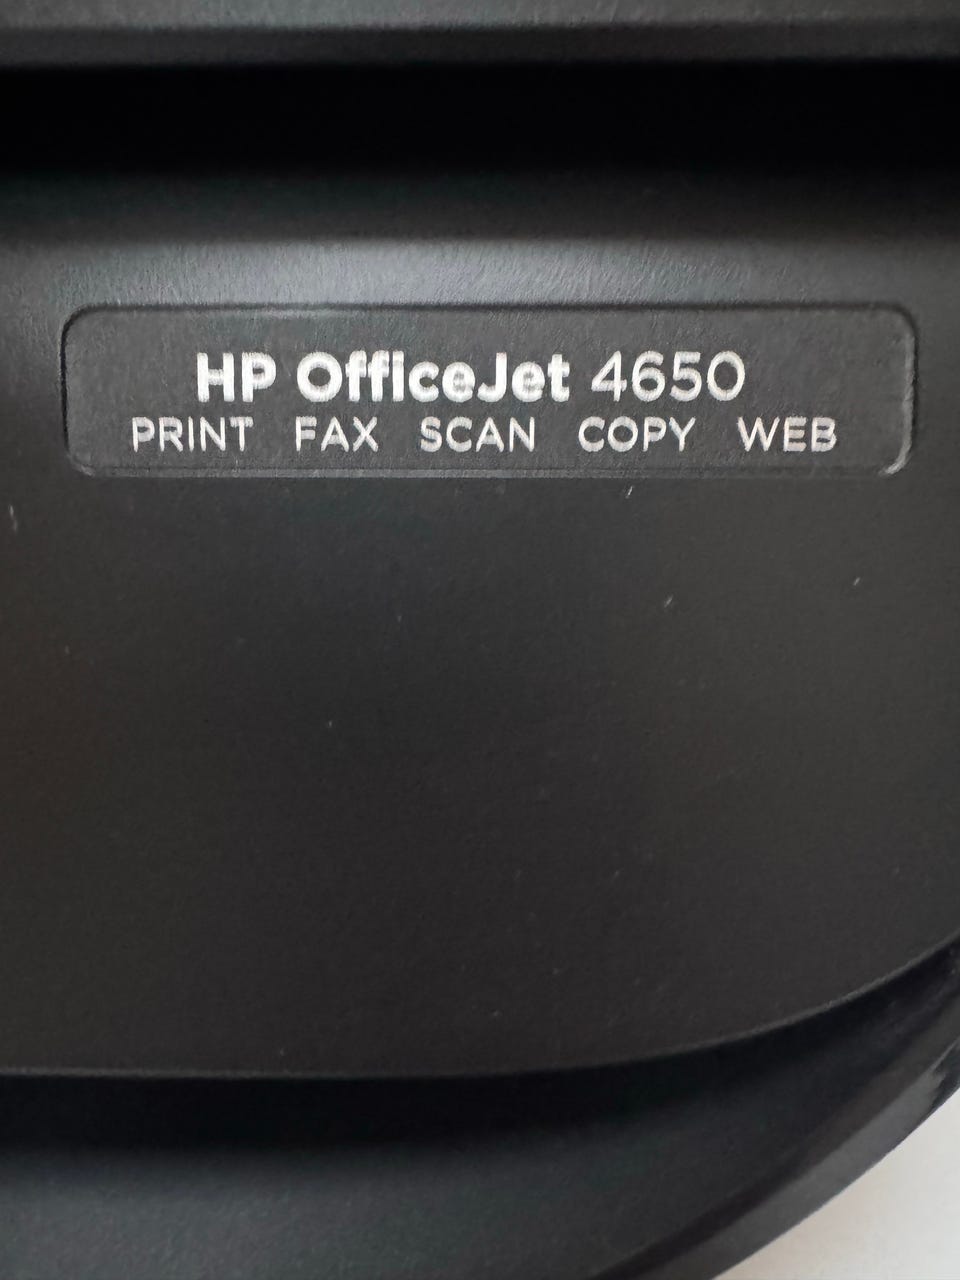 HP OfficeJet 4650
PRINT FAX SCAN COPY WEB